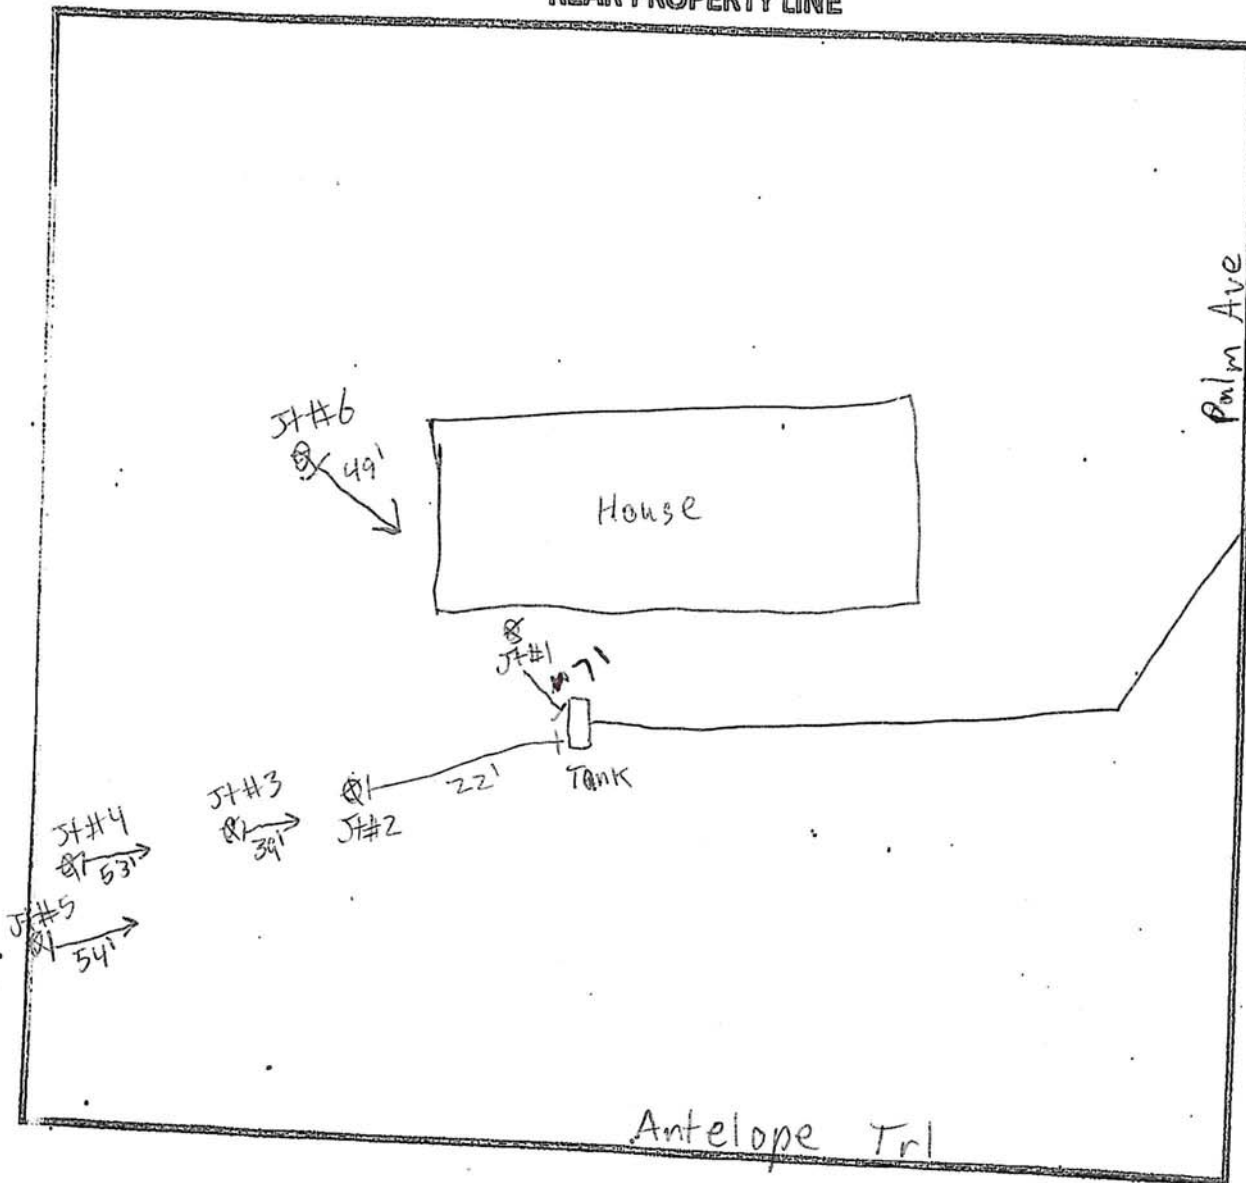 REAR PROPERTY LINE
Palm Ave
Jt#6
49'
House
Jt#1
71
22'
Tank
Jt#2
Jt#3
39'
Jt#4
53'
Jt#5
54'
Antelope Trl